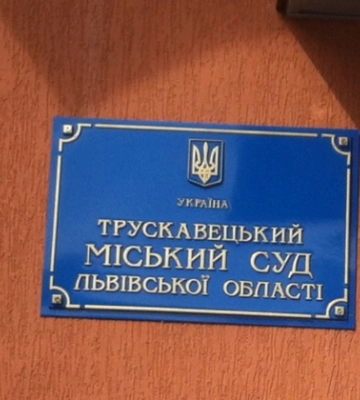 УКРАЇНА
ТРУСКАВЕЦЬКИЙ
МІСЬКИЙ СУД
ЛЬВІВСЬКОЇ ОБЛАСТІ